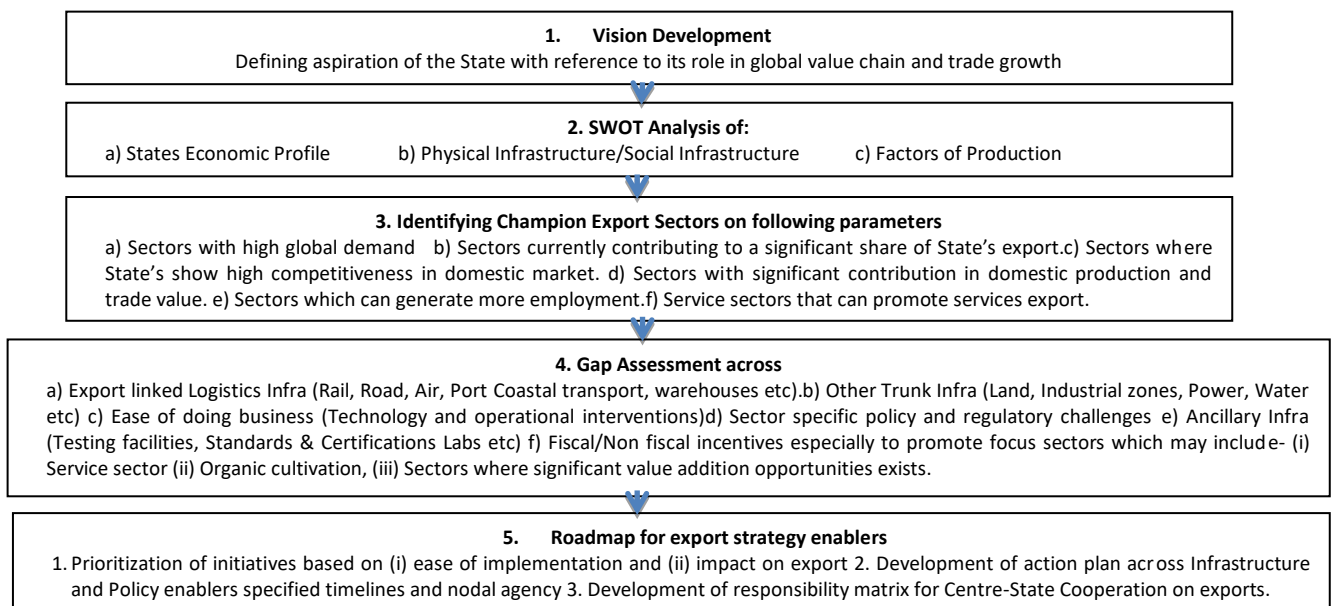 1. Vision Development
Defining aspiration of the State with reference to its role in global value chain and trade growth
2. SWOT Analysis of:
a) States Economic Profile b) Physical Infrastructure/Social Infrastructure c) Factors of Production
3. Identifying Champion Export Sectors on following parameters
a) Sectors with high global demand b) Sectors currently contributing to a significant share of State's export.c) Sectors where
State's show high competitiveness in domestic market. d) Sectors with significant contribution in domestic production and
trade value. e) Sectors which can generate more employment.f) Service sectors that can promote services export.
4. Gap Assessment across
a) Export linked Logistics Infra (Rail, Road, Air, Port Coastal transport, warehouses etc).b) Other Trunk Infra (Land, Industrial zones, Power, Water
etc) c) Ease of doing business (Technology and operational interventions)d) Sector specific policy and regulatory challenges e) Ancillary Infra
(Testing facilities, Standards & Certifications Labs etc) f) Fiscal/Non fiscal incentives especially to promote focus sectors which may include- (i)
Service sector (ii) Organic cultivation, (iii) Sectors where significant value addition opportunities exists.
5. Roadmap for export strategy enablers
1. Prioritization of initiatives based on (i) ease of implementation and (ii) impact on export 2. Development of action plan across Infrastructure
and Policy enablers specified timelines and nodal agency 3. Development of responsibility matrix for Centre-State Cooperation on exports.